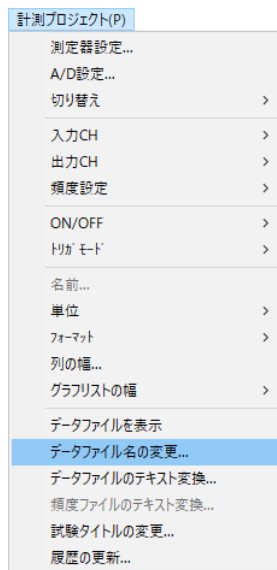 計測プロジェクト(P)
測定器設定...
A/D設定...
切り替え
入力CH
出力CH
頻度設定
ON/OFF
ﾄﾘｶﾞ ﾓｰﾄﾞ
名前...
単位
ﾌｫｰﾏｯﾄ
列の幅...
グラフリストの幅
データファイルを表示
データファイル名の変更...
データファイルのテキスト変換...
頻度ファイルのテキスト変換...
試験タイトルの変更...
履歴の更新...